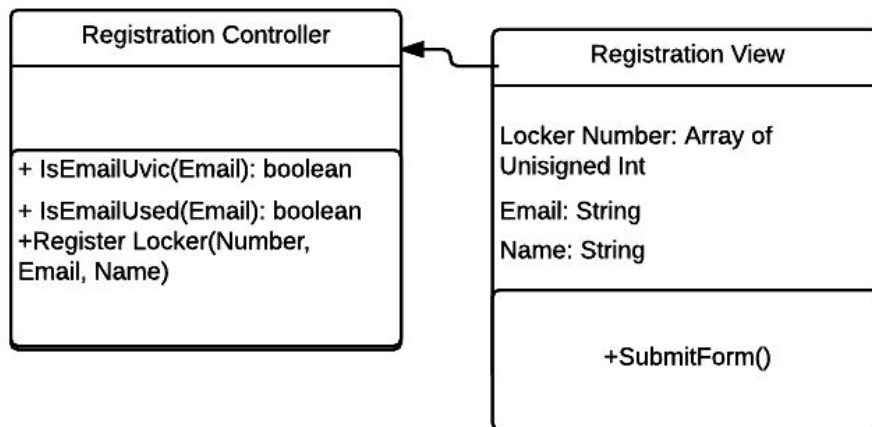 Registration Controller
+ IsEmailUvic(Email): boolean
+ IsEmailUsed(Email): boolean
+Register Locker(Number,
Email, Name)
Registration View
Locker Number: Array of
Unisigned Int
Email: String
Name: String
+SubmitForm()